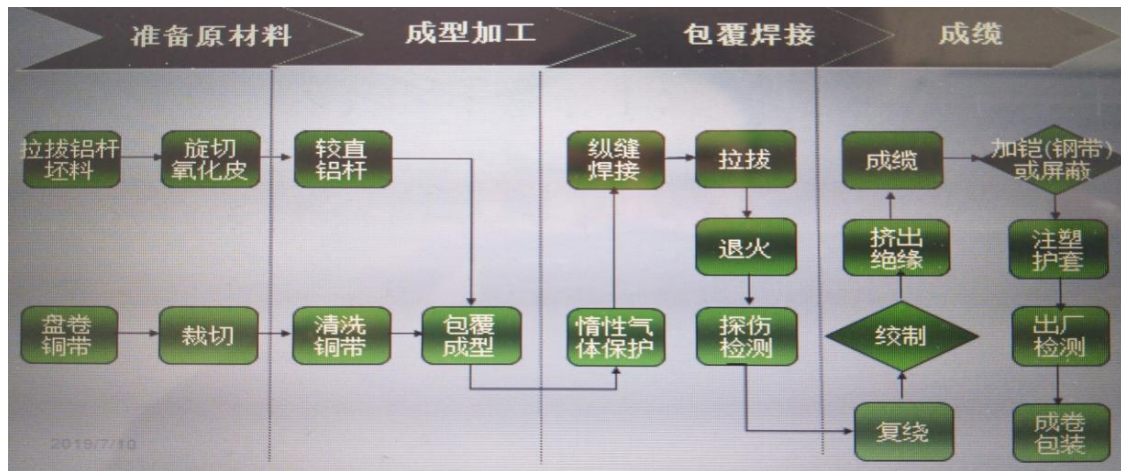 准备原材料
成型加工
包覆焊接
成缆
拉拔铝杆
坯料
旋切
氧化皮
较直
铝杆
纵缝
焊接
拉拔
成缆
加铠(钢带)
或屏蔽
退火
挤出
绝缘
注塑
护套
盘卷
铜带
裁切
清洗
铜带
包覆
成型
惰性气
体保护
探伤
检测
绞制
出厂
检测
复绕
成卷
包装
2019/7/10